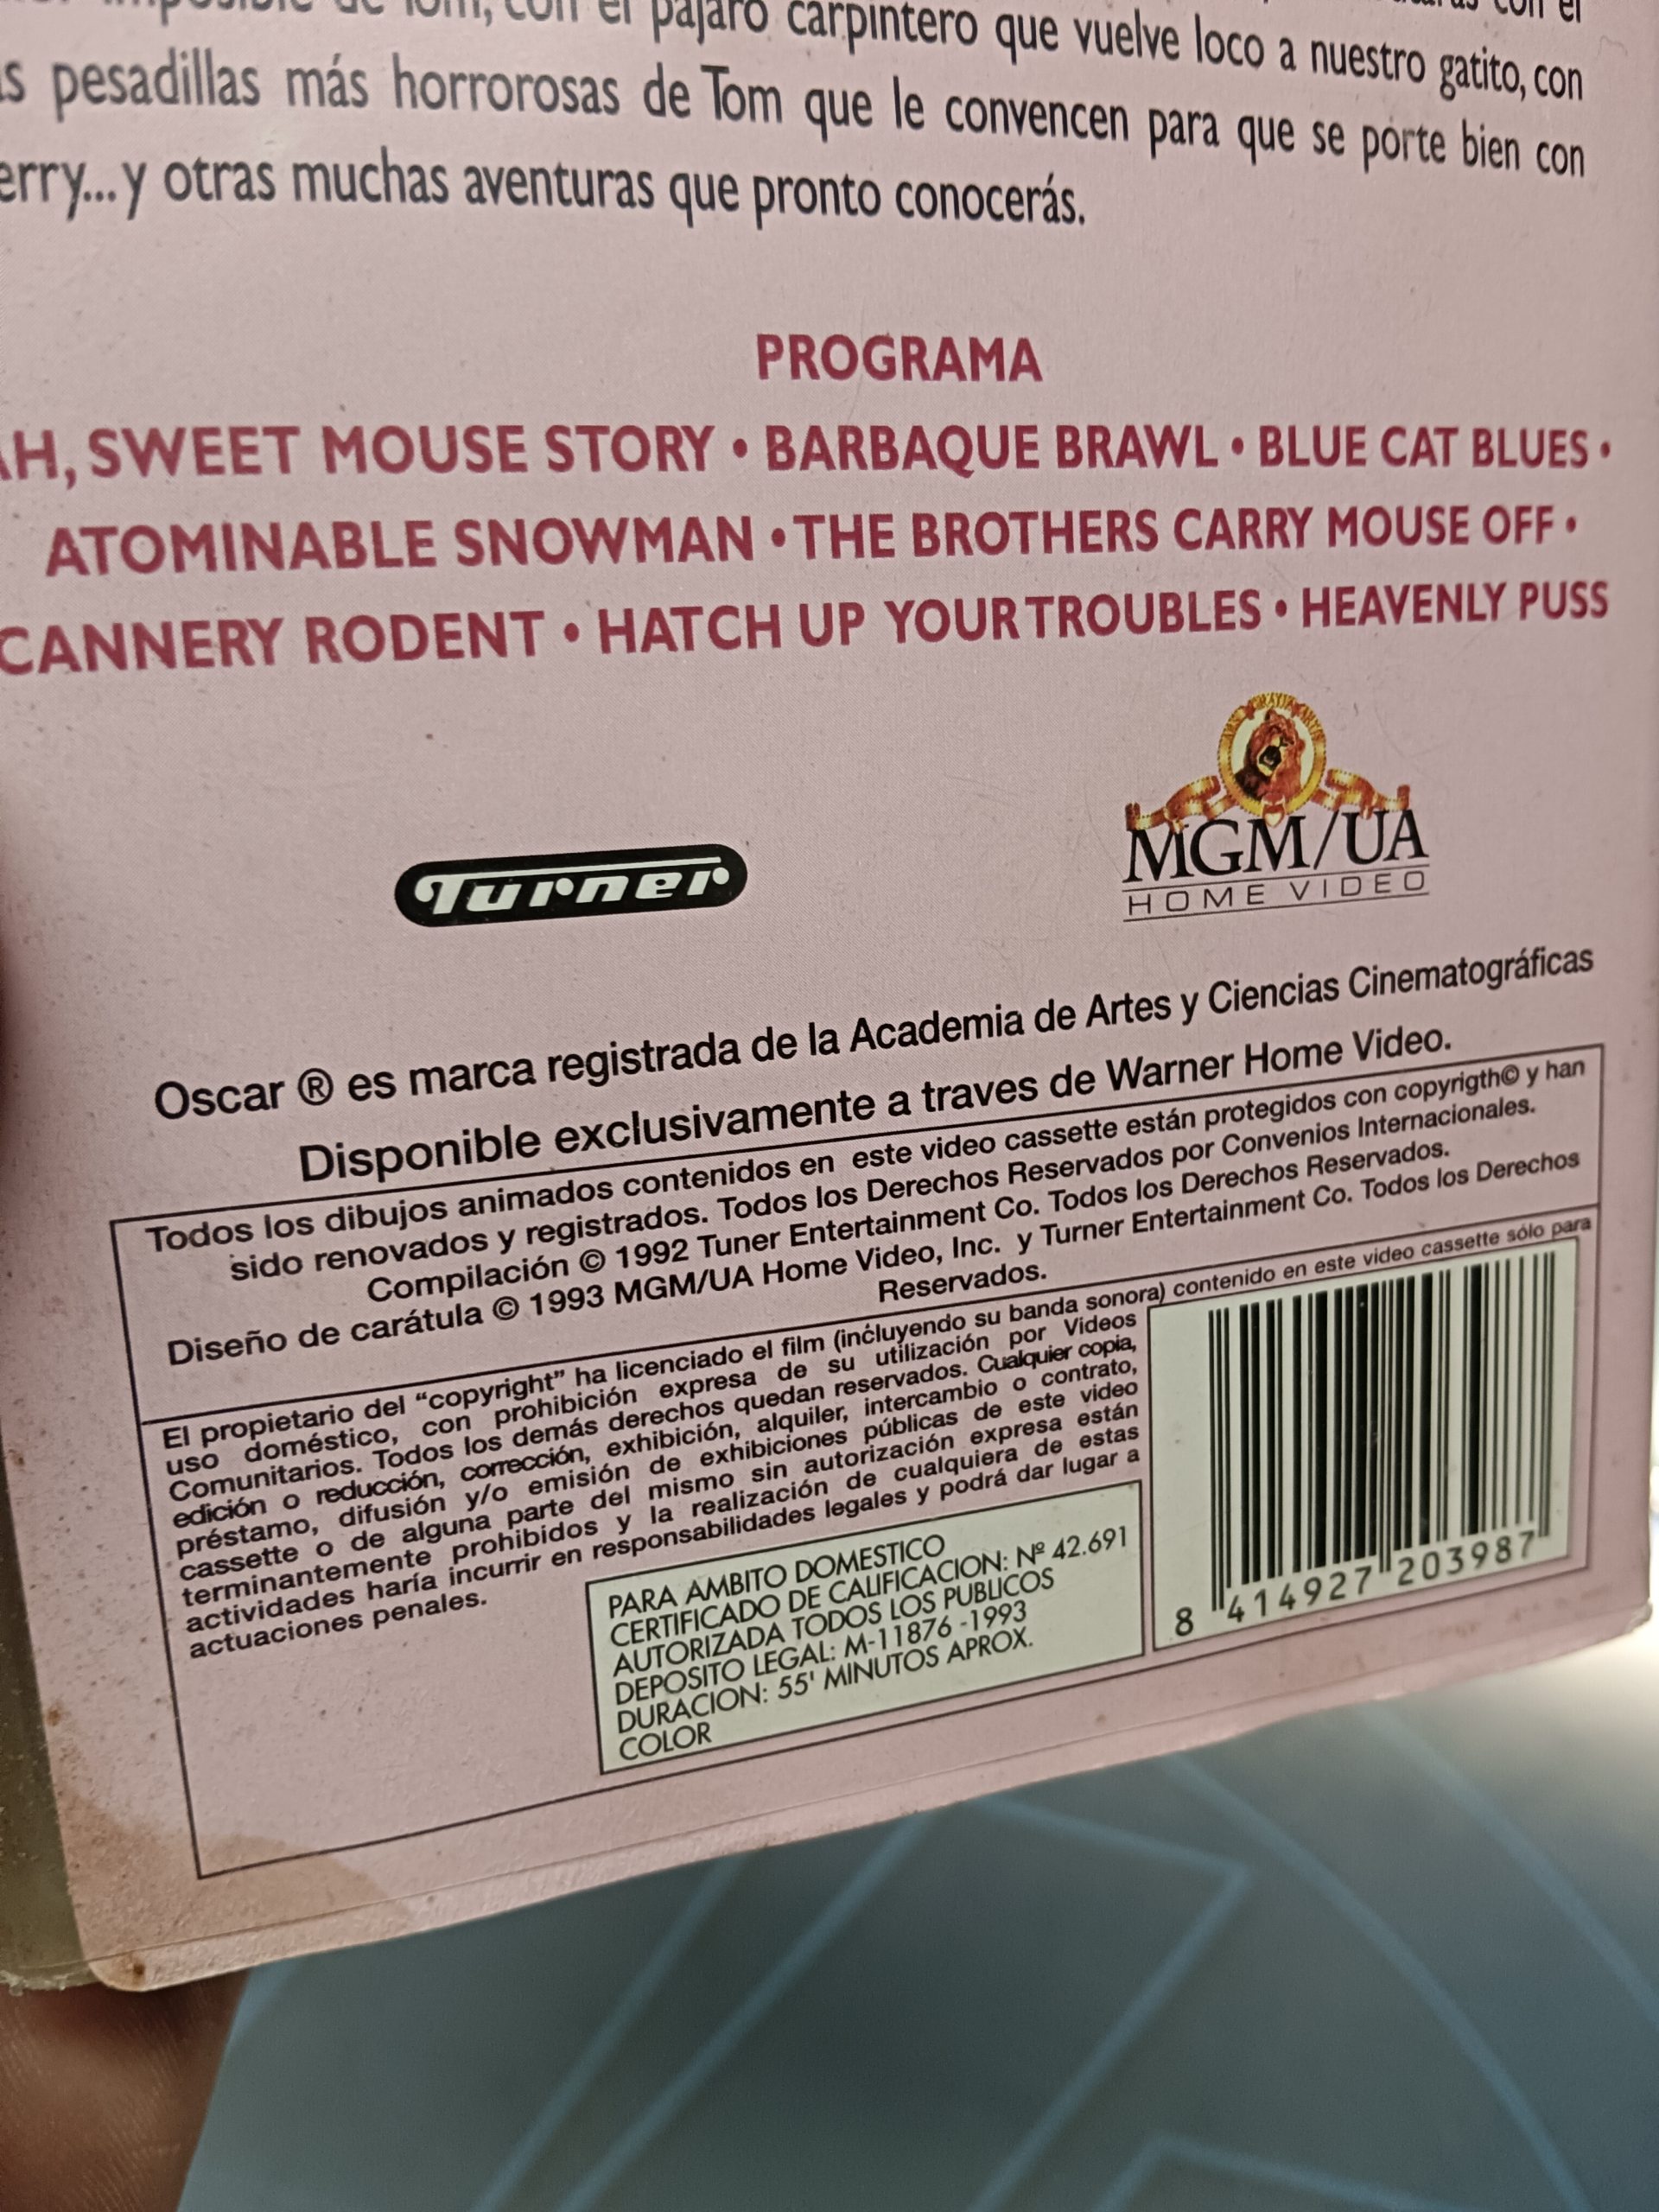 imposible de Tom, con el pájaro carpintero que vuelve loco a nuestro gatito, con
pesadillas más horrorosas de Tom que le convencen para que se porte bien con
erry...y otras muchas aventuras que pronto conocerás.
PROGRAMA
AH, SWEET MOUSE STORY • BARBAQUE BRAWL • BLUE CAT BLUES •
ATOMINABLE SNOWMAN • THE BROTHERS CARRY MOUSE OFF •
CANNERY RODENT • HATCH UP YOUR TROUBLES • HEAVENLY PUSS
Turner
MGM/UA
HOME VIDEO
Oscar ® es marca registrada de la Academia de Artes y Ciencias Cinematográficas
Disponible exclusivamente a traves de Warner Home Video.
Todos los dibujos animados contenidos en este video cassette están protegidos con copyrigth© y han
sido renovados y registrados. Todos los Derechos Reservados por Convenios Internacionales.
Compilación © 1992 Tuner Entertainment Co. Todos los Derechos Reservados.
Diseño de carátula © 1993 MGM/UA Home Video, Inc. y Turner Entertainment Co. Todos los Derechos
Reservados.
El propietario del “copyright” ha licenciado el film (incluyendo su banda sonora) contenido en este video cassette sólo para
uso doméstico, con prohibición expresa de su utilización por Videos
Comunitarios. Todos los demás derechos quedan reservados. Cualquier copia,
edición o reducción, corrección, exhibición, alquiler, intercambio o contrato,
préstamo, difusión y/o emisión de exhibiciones públicas de este video
cassette o de alguna parte del mismo sin autorización expresa están
terminantemente prohibidos y la realización de cualquiera de estas
actividades haría incurrir en responsabilidades legales y podrá dar lugar a
actuaciones penales.
PARA AMBITO DOMESTICO
CERTIFICADO DE CALIFICACION: Nº 42.691
AUTORIZADA TODOS LOS PUBLICOS
DEPOSITO LEGAL: M-11876 -1993
DURACION: 55' MINUTOS APROX.
COLOR
8 414927 203987